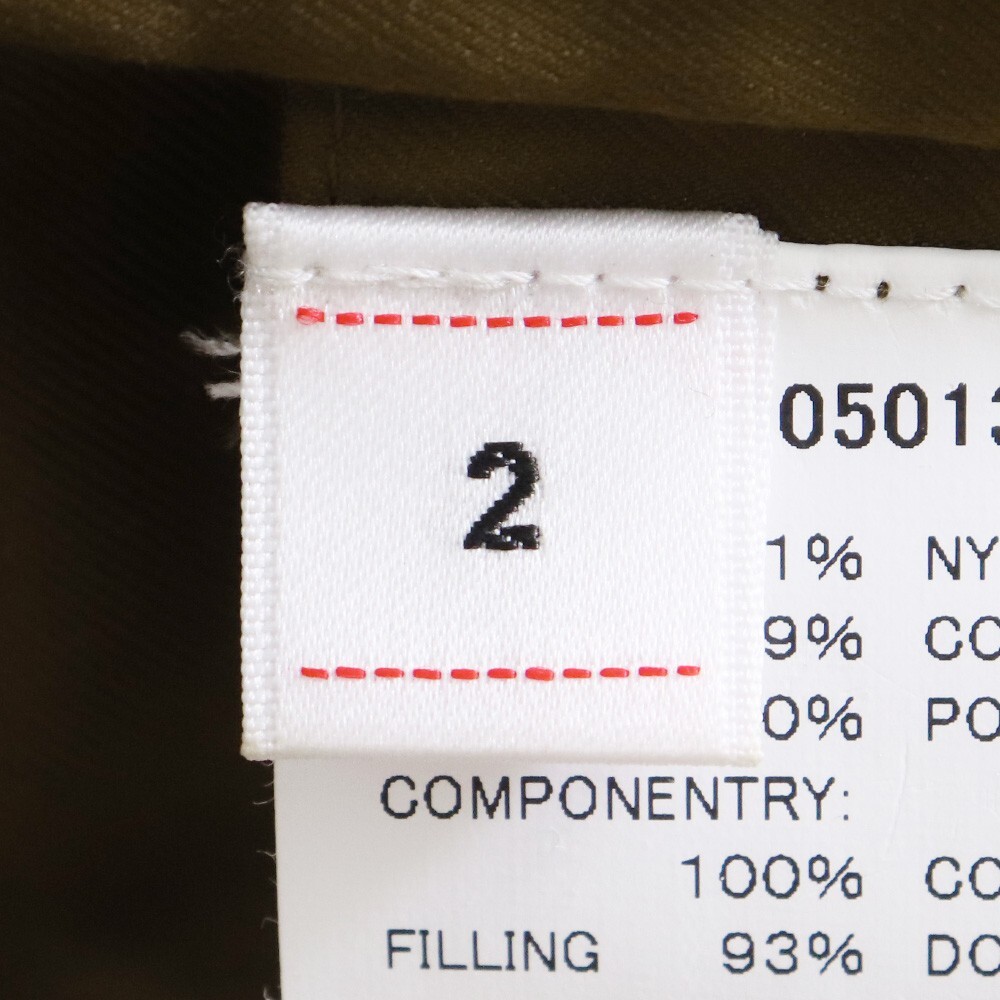 2
05013
1% NY
9% CO
0% PO
COMPONENTRY:
100% CO
FILLING 93% DO